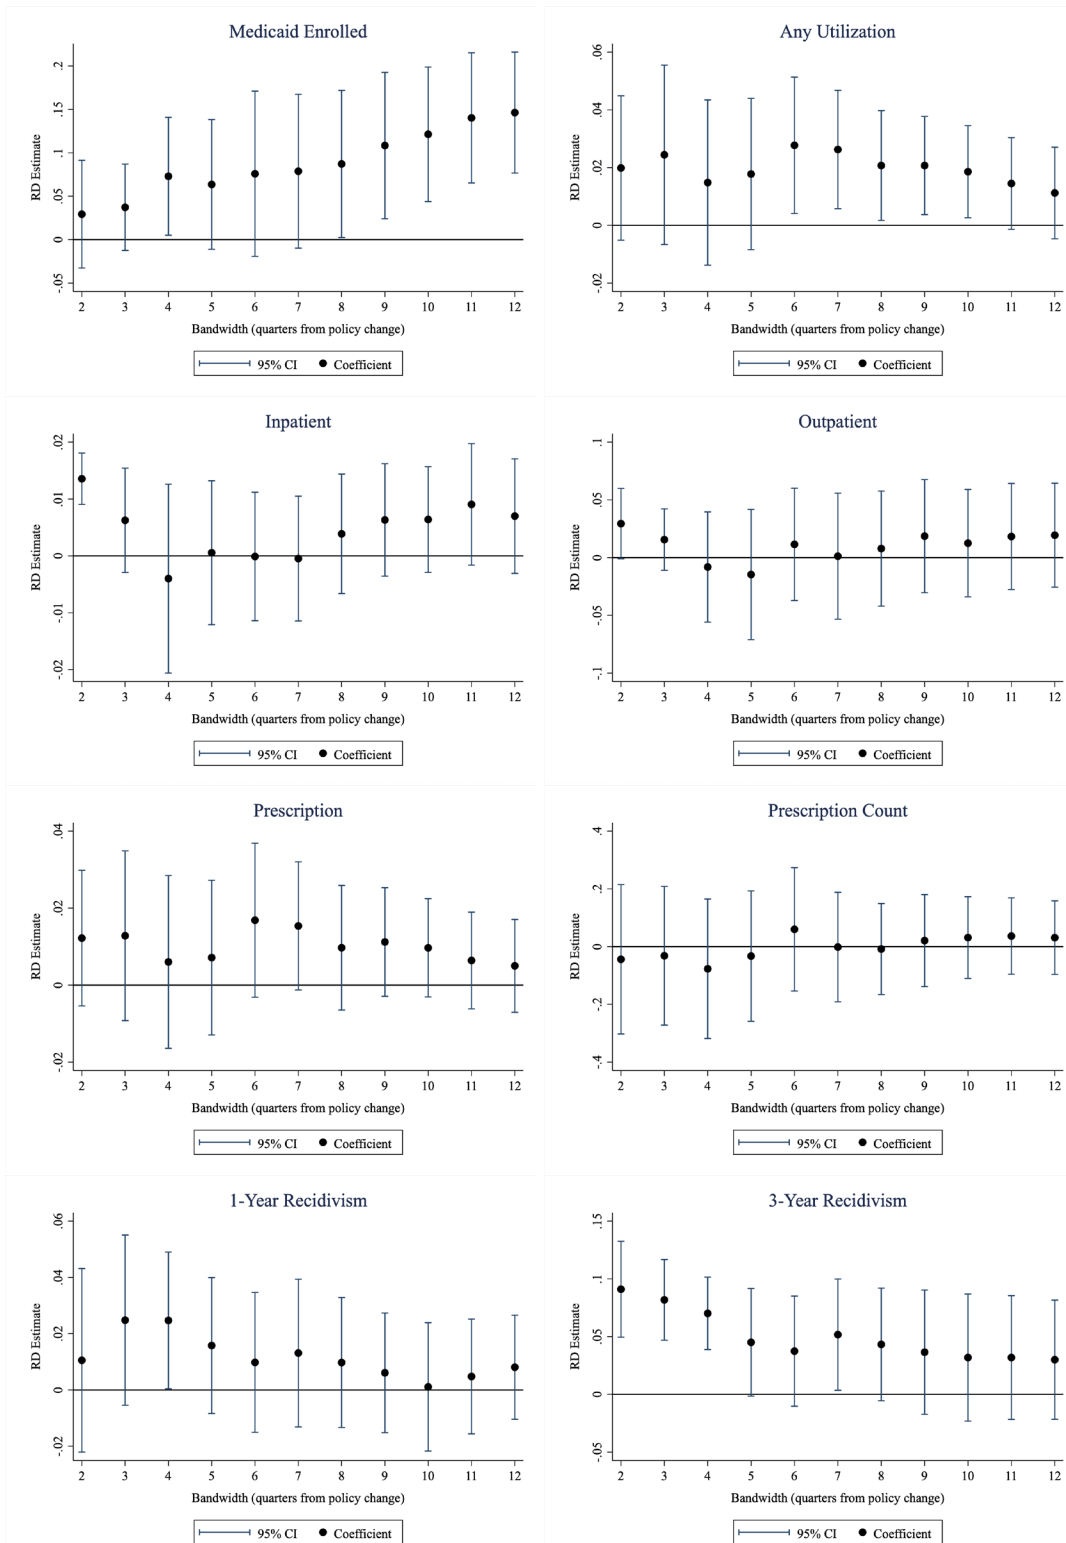 Medicaid Enrolled
RD Estimate
.2
.15
.1
.05
0
-.05
2 3 4 5 6 7 8 9 10 11 12
Bandwidth (quarters from policy change)
95% CI Coefficient
Any Utilization
RD Estimate
.06
.04
.02
0
-.02
2 3 4 5 6 7 8 9 10 11 12
Bandwidth (quarters from policy change)
95% CI Coefficient
Inpatient
RD Estimate
.02
.01
0
-.01
-.02
2 3 4 5 6 7 8 9 10 11 12
Bandwidth (quarters from policy change)
95% CI Coefficient
Outpatient
RD Estimate
.1
.05
0
-.05
-.1
2 3 4 5 6 7 8 9 10 11 12
Bandwidth (quarters from policy change)
95% CI Coefficient
Prescription
RD Estimate
.04
.02
0
-.02
2 3 4 5 6 7 8 9 10 11 12
Bandwidth (quarters from policy change)
95% CI Coefficient
Prescription Count
RD Estimate
.4
.2
0
-.2
-.4
2 3 4 5 6 7 8 9 10 11 12
Bandwidth (quarters from policy change)
95% CI Coefficient
1-Year Recidivism
RD Estimate
.06
.04
.02
0
-.02
2 3 4 5 6 7 8 9 10 11 12
Bandwidth (quarters from policy change)
95% CI Coefficient
3-Year Recidivism
RD Estimate
.15
.1
.05
0
-.05
2 3 4 5 6 7 8 9 10 11 12
Bandwidth (quarters from policy change)
95% CI Coefficient